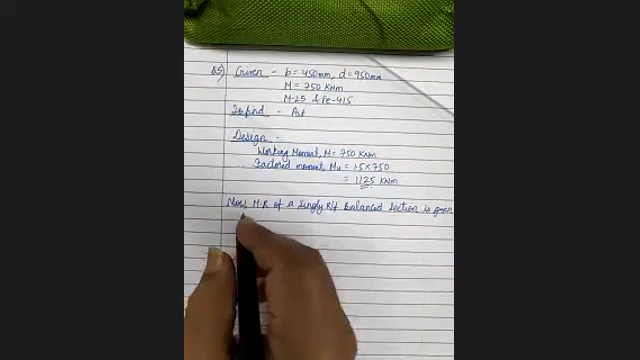 Q5) Given - b = 450mm, d = 950mm
M = 750 KNm
M-25 & Fe-415
To find - Ast
Design -
Working Moment, M = 750 KNm
∴ Factored moment, Mu = 1.5 × 750
= 1125 KNm
Now M.R of a singly R/f Balanced section is given